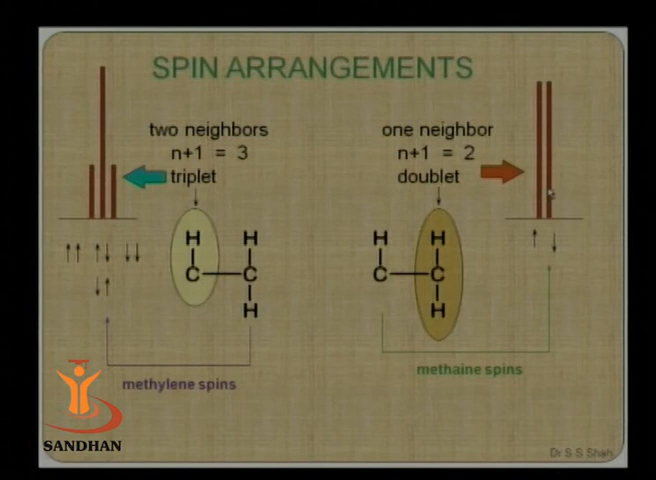 SPIN ARRANGEMENTS
two neighbors
n+1 = 3
triplet
one neighbor
n+1 = 2
doublet
↑↑ ↑↓ ↓↓
↓↑
↑ ↓
H H
C C
H
H H
C C
H
methylene spins
methaine spins
SANDHAN
Dr S S Shah